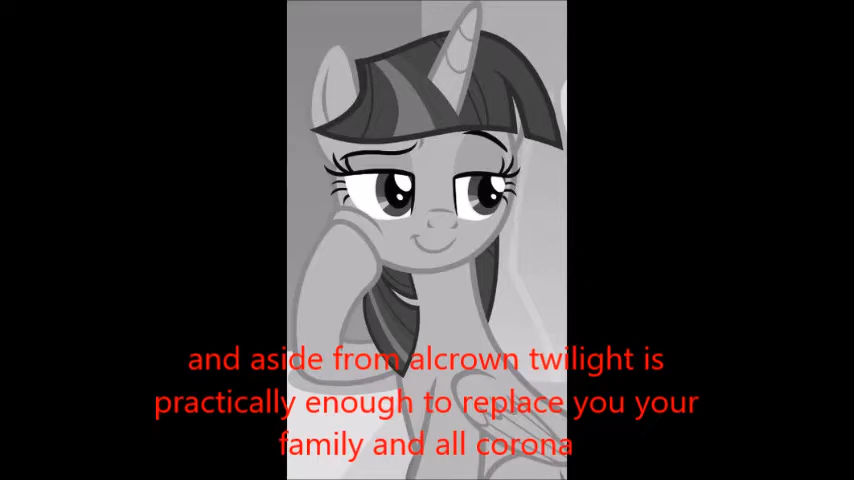 and aside from alcrown twilight is
practically enough to replace you your
family and all corona